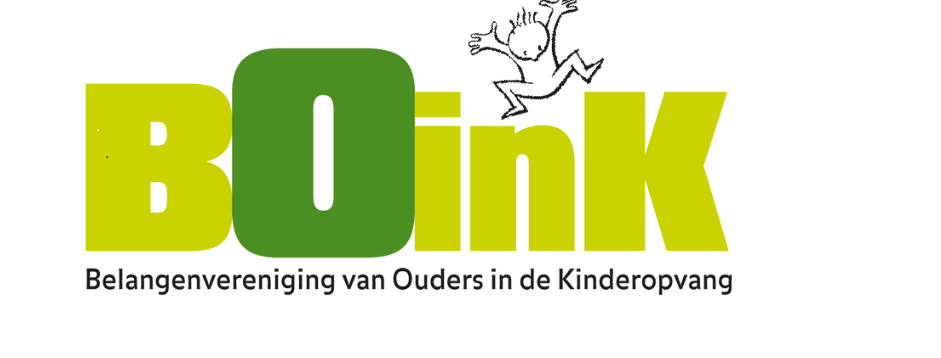 BOinK
Belangenvereniging van Ouders in de Kinderopvang